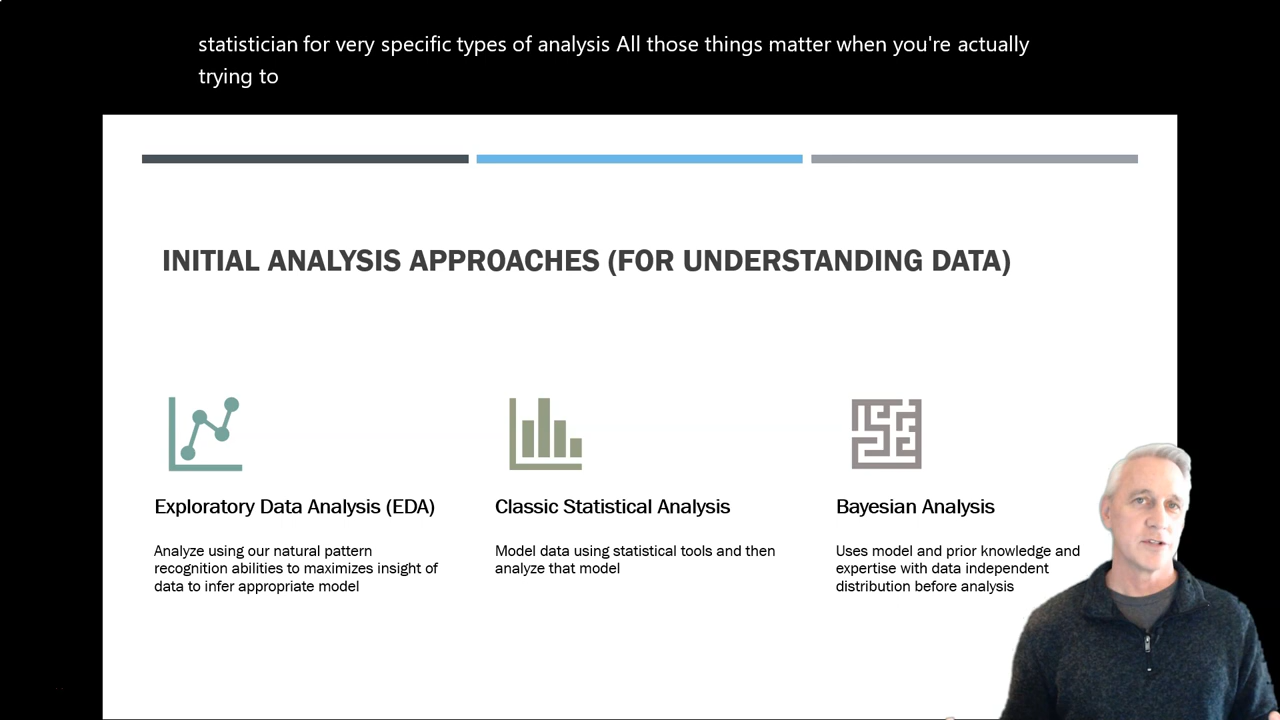 statistician for very specific types of analysis All those things matter when you're actually
trying to
INITIAL ANALYSIS APPROACHES (FOR UNDERSTANDING DATA)
Exploratory Data Analysis (EDA)
Analyze using our natural pattern
recognition abilities to maximizes insight of
data to infer appropriate model
Classic Statistical Analysis
Model data using statistical tools and then
analyze that model
Bayesian Analysis
Uses model and prior knowledge and
expertise with data independent
distribution before analysis